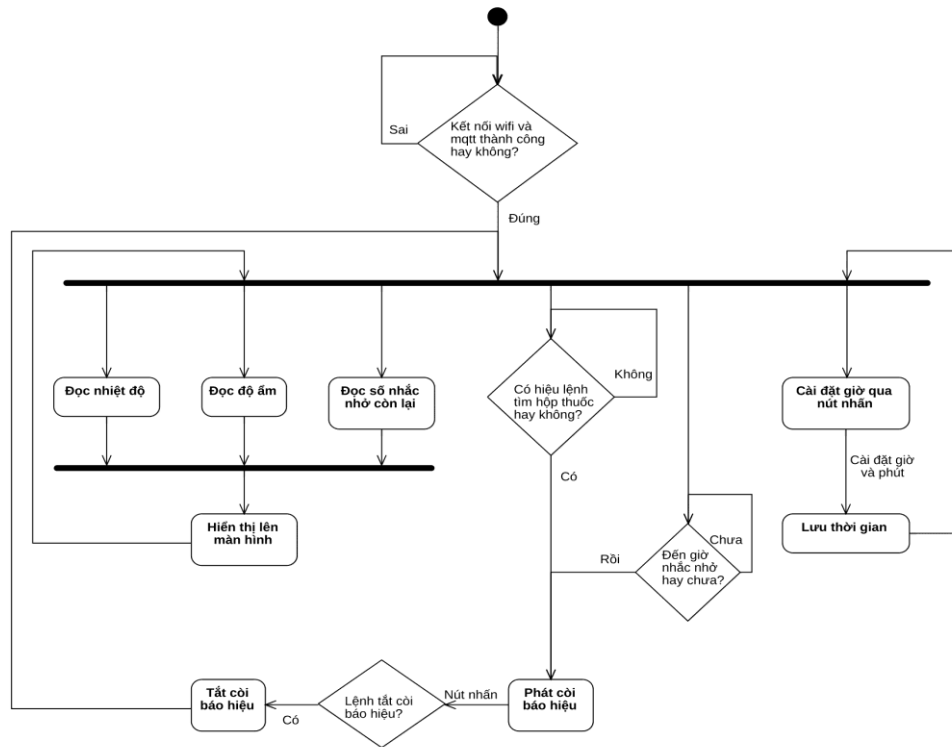 Kết nối wifi và
mqtt thành công
hay không?
Sai
Đúng
Đọc nhiệt độ
Đọc độ ẩm
Đọc số nhắc
nhở còn lại
Có hiệu lệnh
tìm hộp thuốc
hay không?
Không
Cài đặt giờ qua
nút nhấn
Cài đặt giờ
và phút
Có
Hiển thị lên
màn hình
Lưu thời gian
Chưa
Đến giờ
nhắc nhở
hay chưa?
Rồi
Tắt còi
báo hiệu
Có
Lệnh tắt còi
báo hiệu?
Nút nhấn
Phát còi
báo hiệu